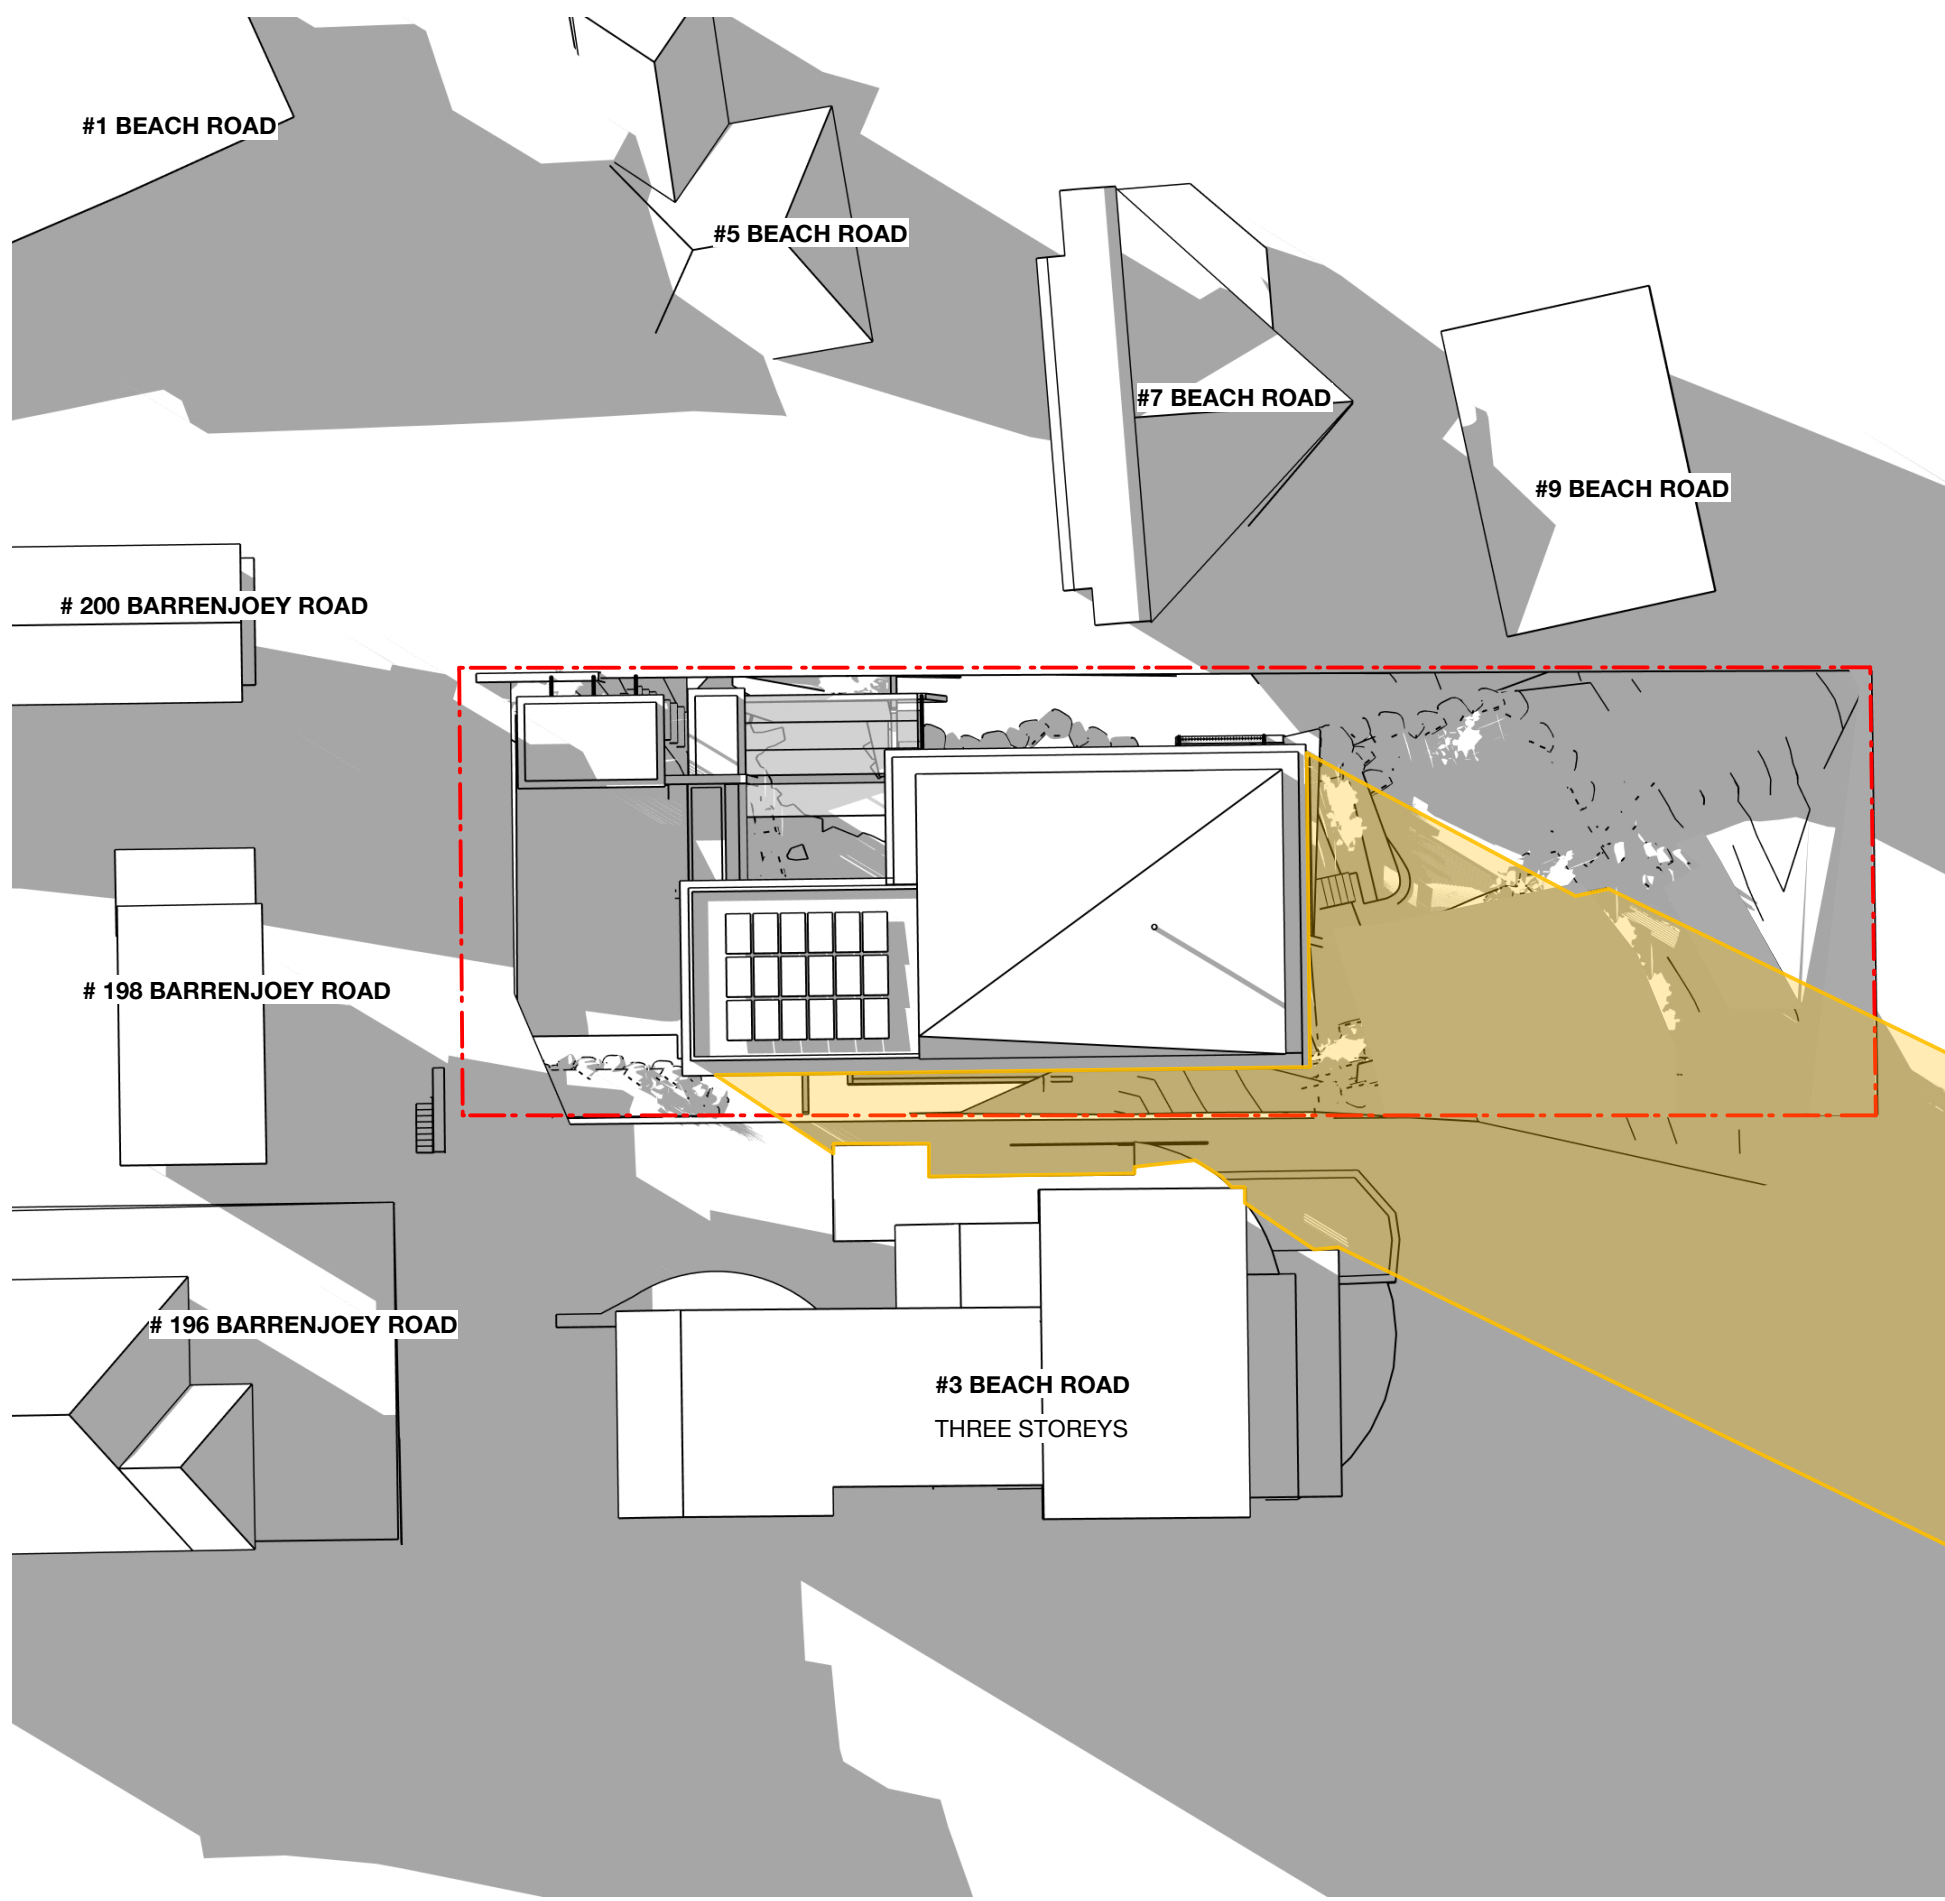 #1 BEACH ROAD
#5 BEACH ROAD
#7 BEACH ROAD
#9 BEACH ROAD
# 200 BARRENJOEY ROAD
# 198 BARRENJOEY ROAD
# 196 BARRENJOEY ROAD
#3 BEACH ROAD
THREE STOREYS